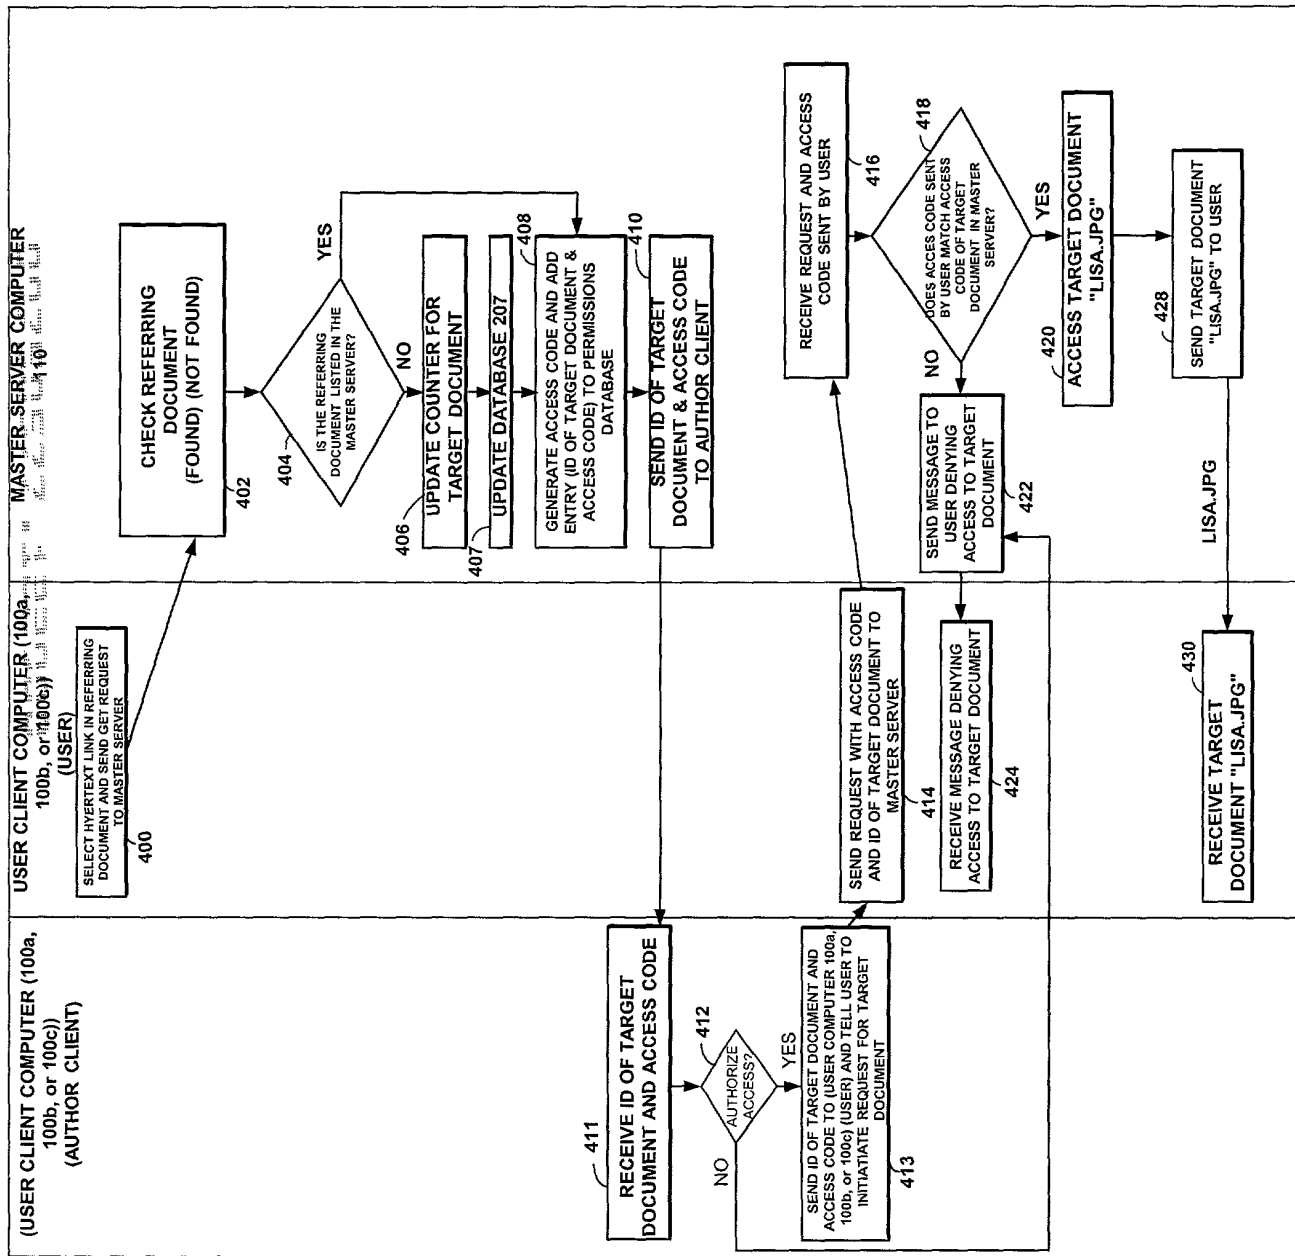 (USER CLIENT COMPUTER (100a,
100b, or 100c))
(AUTHOR CLIENT)
USER CLIENT COMPUTER (100a,
100b, or 100c))
(USER)
MASTER SERVER COMPUTER
110
SELECT HYERTEXT LINK IN REFERRING
DOCUMENT AND SEND GET REQUEST
TO MASTER SERVER
400
CHECK REFERRING
DOCUMENT
(FOUND) (NOT FOUND)
402
IS THE REFERRING
DOCUMENT LISTED IN THE
MASTER SERVER?
404
YES
NO
UPDATE COUNTER FOR
TARGET DOCUMENT
406
UPDATE DATABASE 207
407
GENERATE ACCESS CODE AND ADD
ENTRY (ID OF TARGET DOCUMENT &
ACCESS CODE) TO PERMISSIONS
DATABASE
408
SEND ID OF TARGET
DOCUMENT & ACCESS CODE
TO AUTHOR CLIENT
410
RECEIVE ID OF TARGET
DOCUMENT AND ACCESS CODE
411
AUTHORIZE
ACCESS?
412
NO
YES
SEND ID OF TARGET DOCUMENT AND
ACCESS CODE TO (USER COMPUTER 100a,
100b, or 100c) (USER) AND TELL USER TO
INITIATE REQUEST FOR TARGET
DOCUMENT
413
SEND REQUEST WITH ACCESS CODE
AND ID OF TARGET DOCUMENT TO
MASTER SERVER
414
RECEIVE REQUEST AND ACCESS
CODE SENT BY USER
416
DOES ACCES CODE SENT
BY USER MATCH ACCESS
CODE OF TARGET
DOCUMENT IN MASTER
SERVER?
418
NO
YES
SEND MESSAGE TO
USER DENYING
ACCESS TO TARGET
DOCUMENT
422
RECEIVE MESSAGE DENYING
ACCESS TO TARGET DOCUMENT
424
ACCESS TARGET DOCUMENT
"LISA.JPG"
420
SEND TARGET DOCUMENT
"LISA.JPG" TO USER
428
LISA.JPG
RECEIVE TARGET
DOCUMENT "LISA.JPG"
430